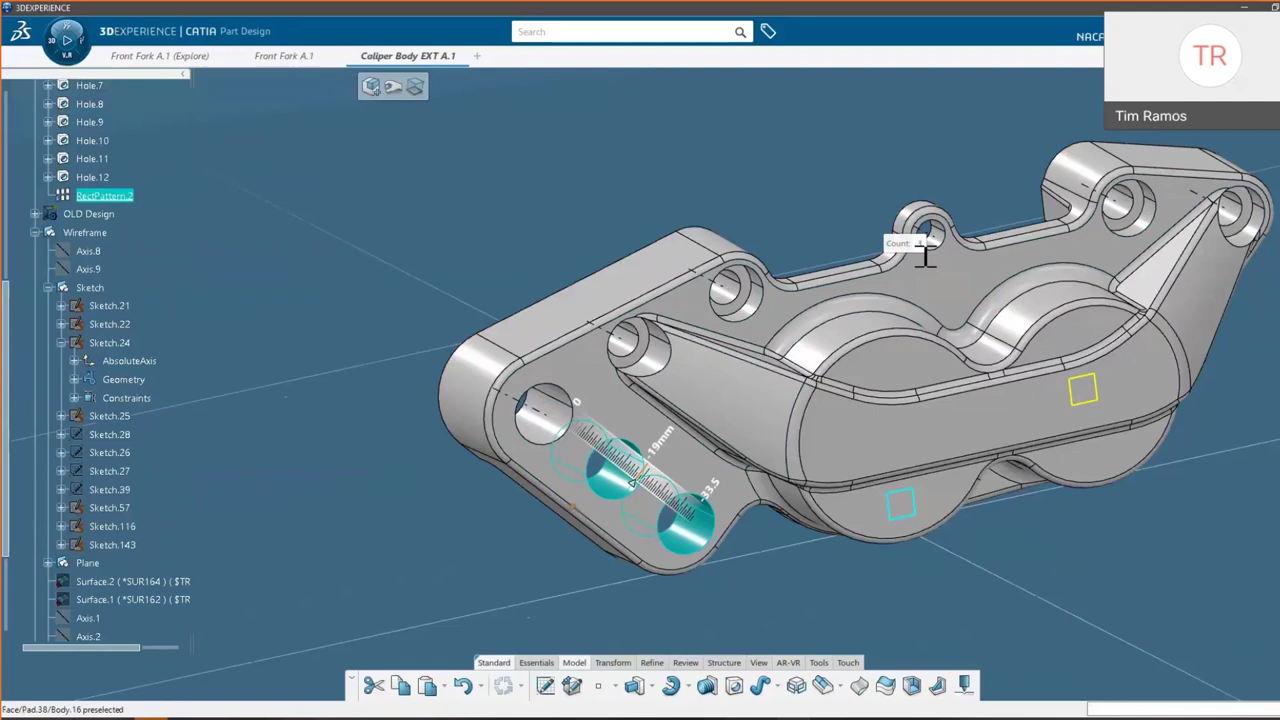 3DEXPERIENCE
3DEXPERIENCE | CATIA Part Design
3D
V.R
Search
NACA
TR
Tim Ramos
Front Fork A.1 (Explore)
Front Fork A.1
Caliper Body EXT A.1
Hole.7
Hole.8
Hole.9
Hole.10
Hole.11
Hole.12
RectPattern.2
OLD Design
Wireframe
Axis.8
Axis.9
Sketch
Sketch.21
Sketch.22
Sketch.24
AbsoluteAxis
Geometry
Constraints
Sketch.25
Sketch.28
Sketch.26
Sketch.27
Sketch.39
Sketch.57
Sketch.116
Sketch.143
Plane
Surface.2 ( *SUR164 ) ( $TR
Surface.1 ( *SUR162 ) ( $TR
Axis.1
Axis.2
Count: 3
0
-19mm
-33.5
Standard
Essentials
Model
Transform
Refine
Review
Structure
View
AR-VR
Tools
Touch
Face/Pad.38/Body.16 preselected